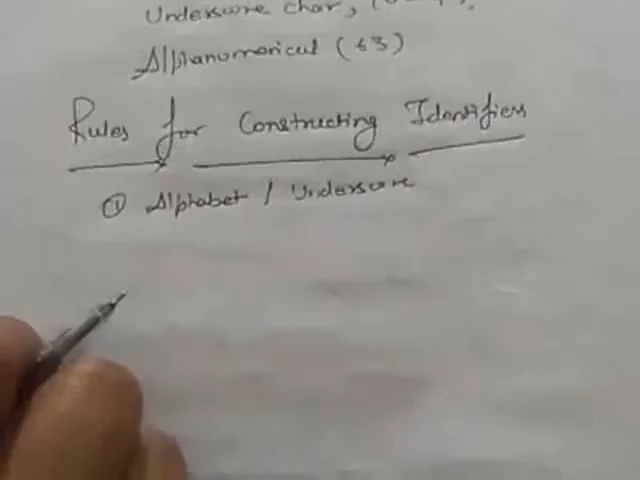 Underscore char, (
Alphanumerical (63)
Rules for Constructing Identifiers
① Alphabet / Underscore